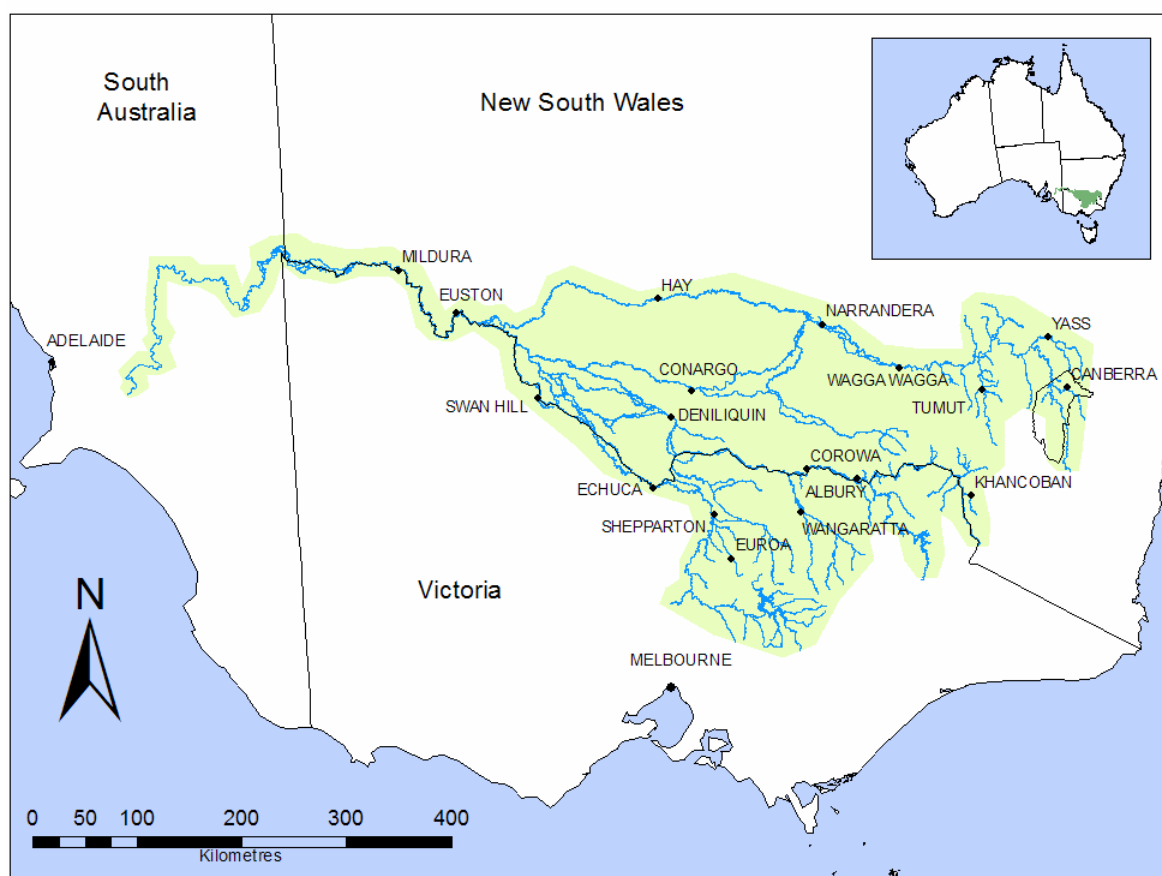 South
Australia
New South Wales
MILDURA
EUSTON
HAY
NARRANDERA
YASS
ADELAIDE
CONARGO
WAGGA WAGGA
CANBERRA
SWAN HILL
DENILIQUIN
TUMUT
COROWA
ECHUCA
ALBURY
KHANCOBAN
SHEPPARTON
WANGARATTA
EUROA
Victoria
N
MELBOURNE
0 50 100 200 300 400
Kilometres